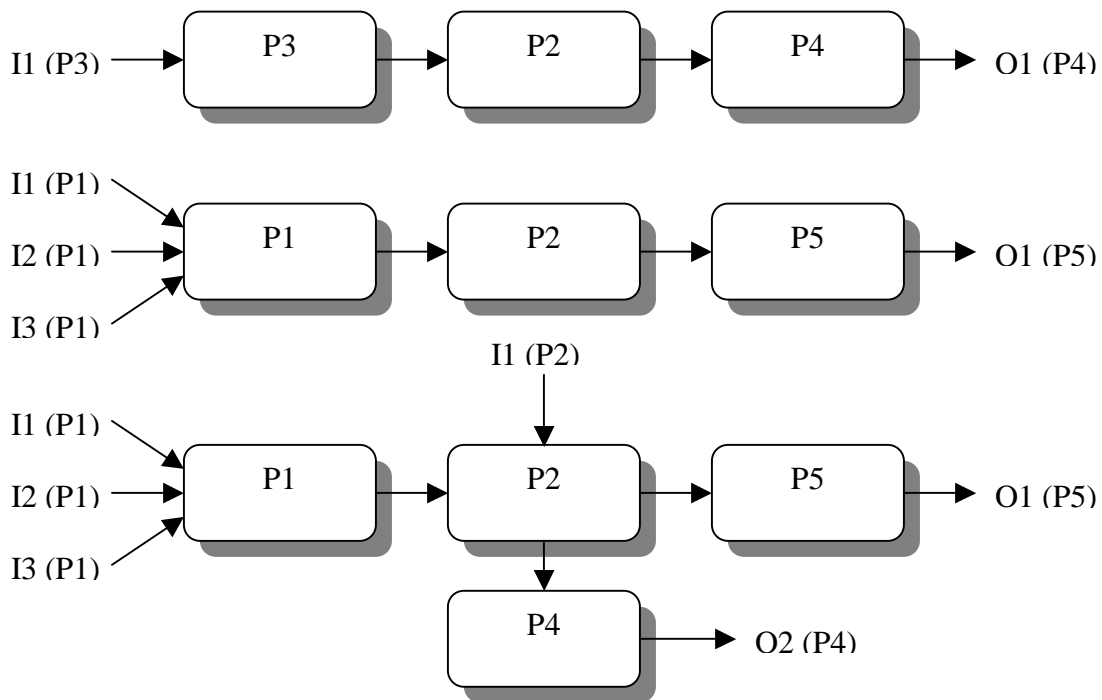 I1 (P3) P3 P2 P4 O1 (P4)
I1 (P1)
I2 (P1) P1 P2 P5 O1 (P5)
I3 (P1)
I1 (P2)
I1 (P1)
I2 (P1) P1 P2 P5 O1 (P5)
I3 (P1)
P4 O2 (P4)